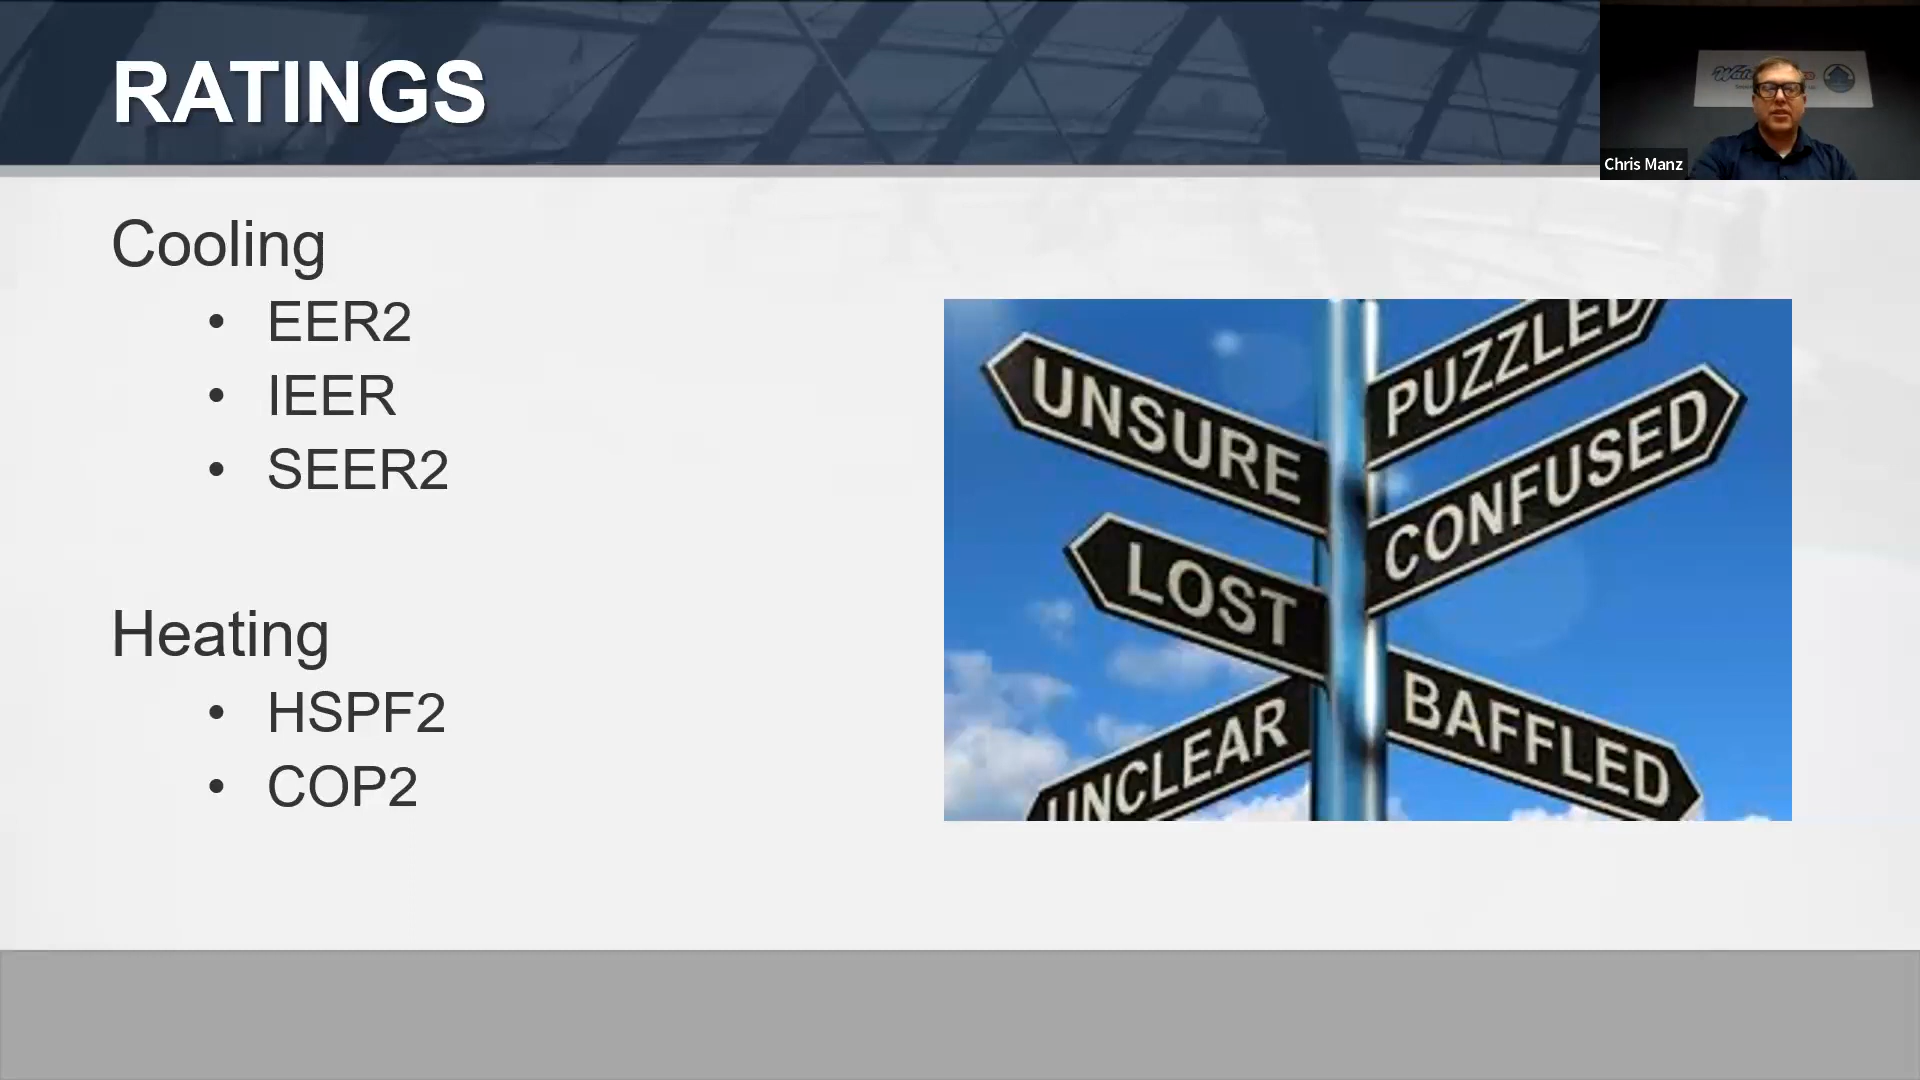 RATINGS
Chris Manz
Cooling
• EER2
• IEER
• SEER2
Heating
• HSPF2
• COP2
PUZZLED
UNSURE
CONFUSED
LOST
BAFFLED
UNCLEAR